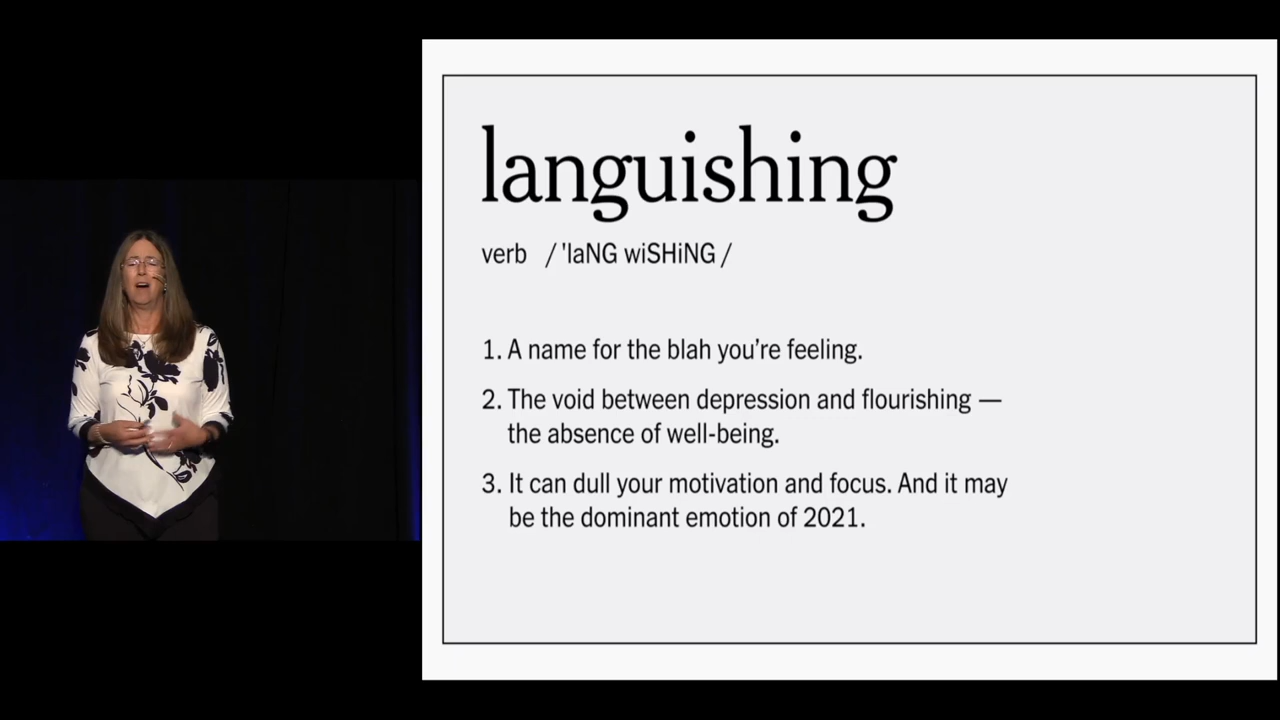 languishing
verb / 'laNG wiSHiNG /
1. A name for the blah you’re feeling.
2. The void between depression and flourishing —
the absence of well-being.
3. It can dull your motivation and focus. And it may
be the dominant emotion of 2021.